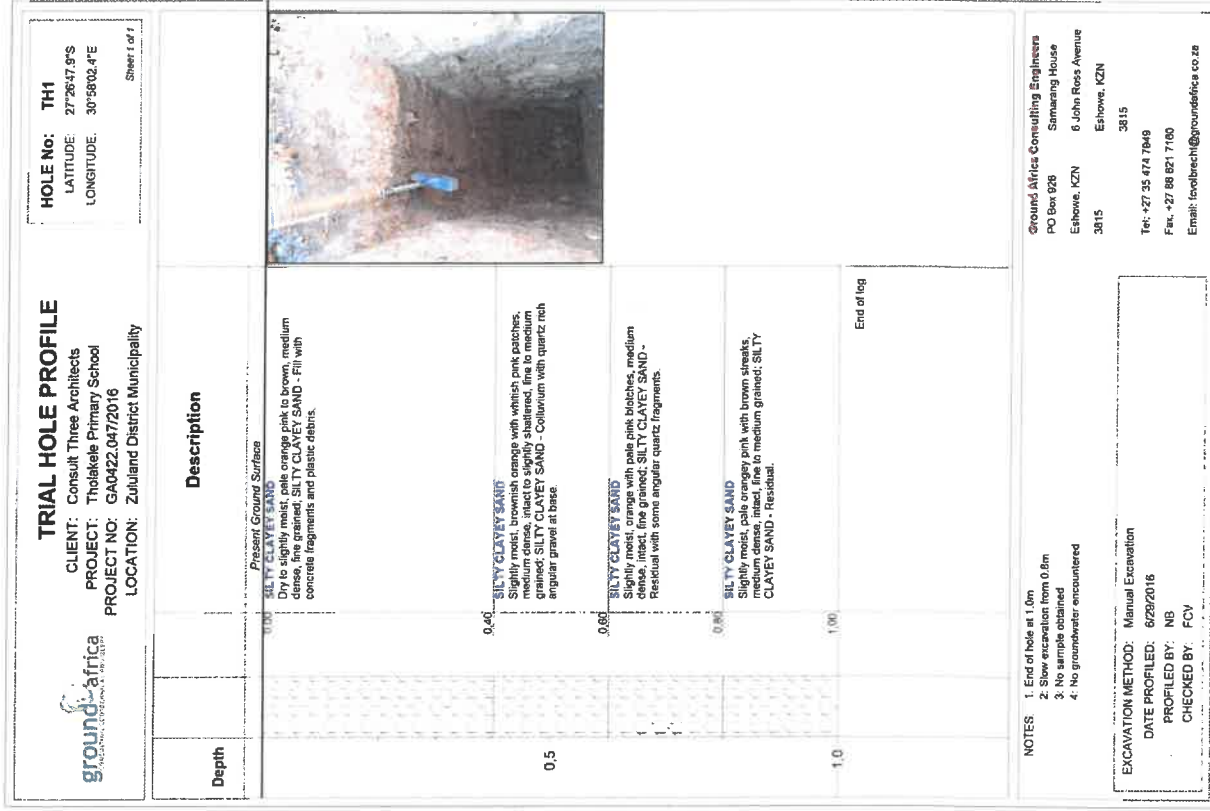 ground africa
TRIAL HOLE PROFILE
CLIENT: Consult Three Architects
PROJECT: Tholakele Primary School
PROJECT NO: GA0422.047/2016
LOCATION: Zululand District Municipality
HOLE No: TH1
LATITUDE: 27°26'47.9"S
LONGITUDE: 30°58'02.4"E
Sheet 1 of 1
Depth
Description
Present Ground Surface
0.00 SILTY CLAYEY SAND
Dry to slightly moist, pale orange pink to brown, medium
dense, fine grained; SILTY CLAYEY SAND - Fill with
concrete fragments and plastic debris.
0.40 SILTY CLAYEY SAND
Slightly moist, brownish orange with whitish pink patches,
medium dense, intact to slightly shattered, fine to medium
grained; SILTY CLAYEY SAND - Colluvium with quartz rich
angular gravel at base.
0,5
0.60 SILTY CLAYEY SAND
Slightly moist, orange with pale pink blotches, medium
dense, intact, fine grained; SILTY CLAYEY SAND -
Residual with some angular quartz fragments.
0.80 SILTY CLAYEY SAND
Slightly moist, pale orangey pink with brown streaks,
medium dense, intact, fine to medium grained; SILTY
CLAYEY SAND - Residual.
1,0
1.00
End of log
NOTES: 1. End of hole at 1.0m
2: Slow excavation from 0.8m
3: No sample obtained
4: No groundwater encountered
EXCAVATION METHOD: Manual Excavation
DATE PROFILED: 6/29/2016
PROFILED BY: NB
CHECKED BY: FCV
Ground Africa Consulting Engineers
PO Box 926 Samarang House
Eshowe, KZN 6 John Ross Avenue
3815 Eshowe, KZN
3815
Tel: +27 35 474 7949
Fax. +27 88 621 7160
Email: fcvolbrecht@groundafrica.co.za